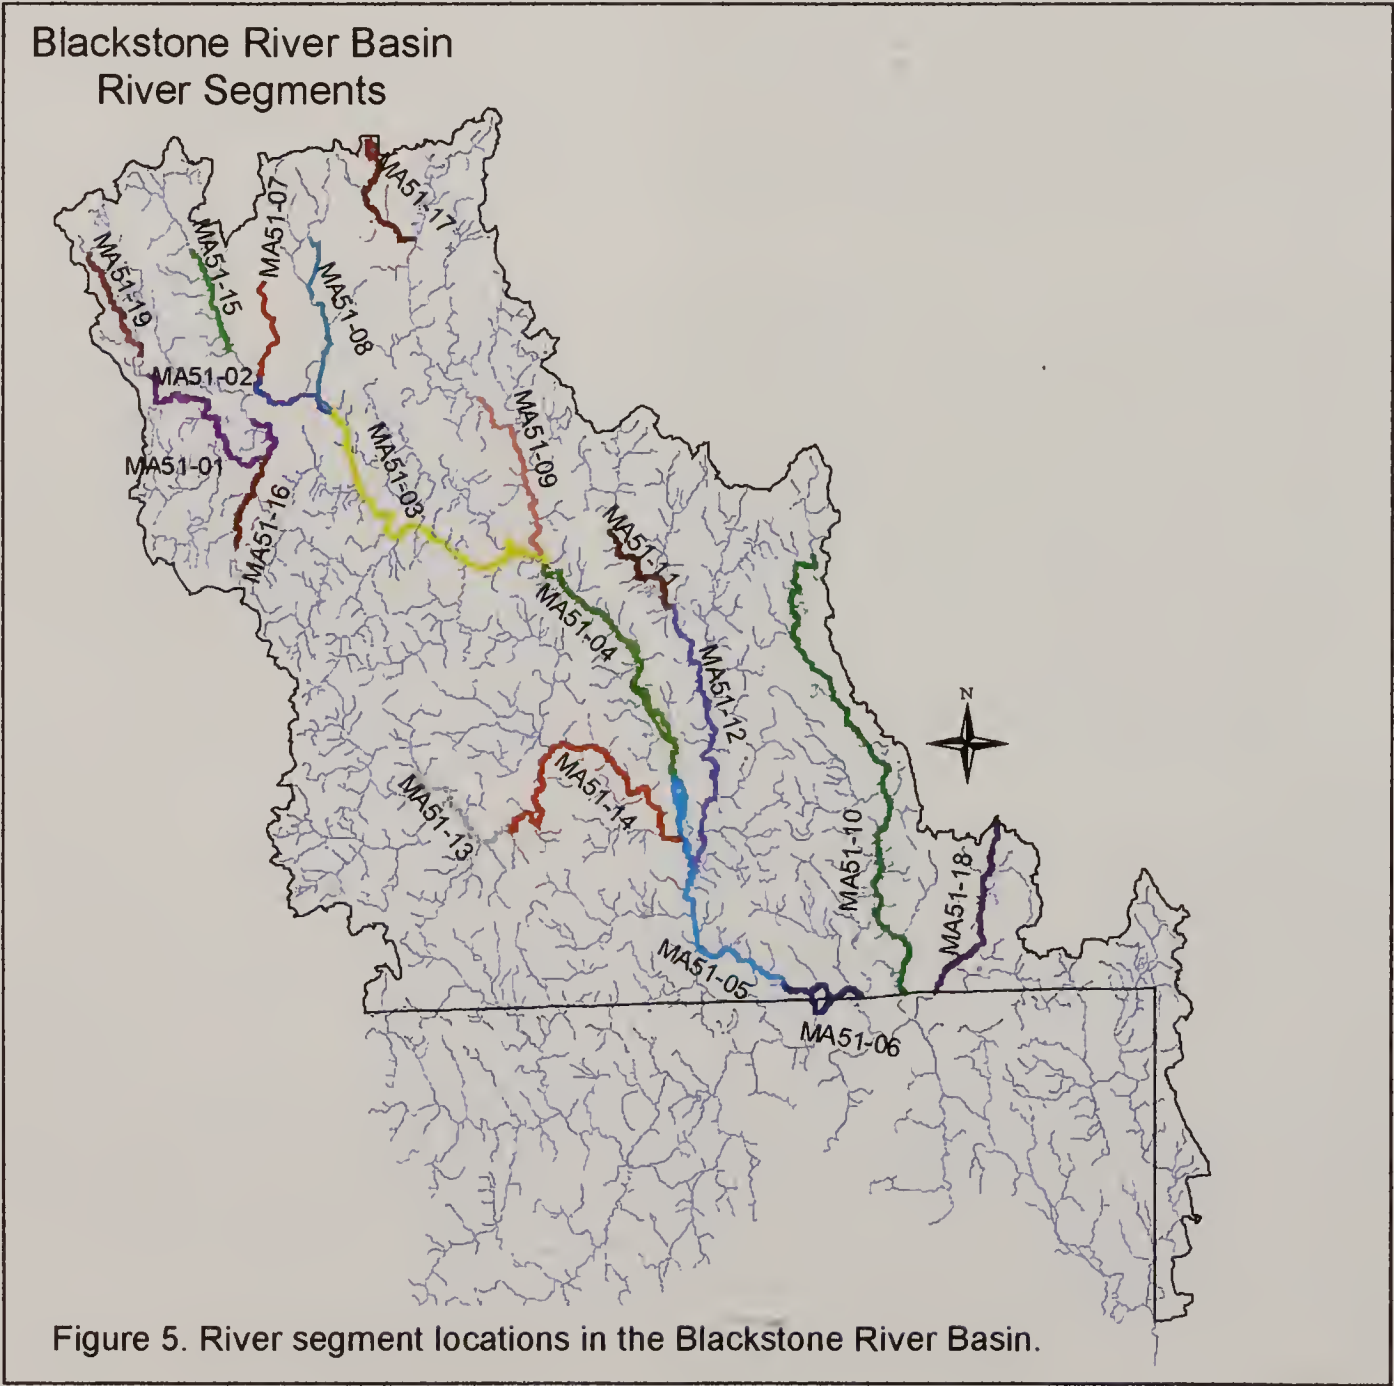 Blackstone River Basin
River Segments
MA51-17
MA51-07
MA51-15
MA51-19
MA51-08
MA51-02
MA51-09
MA51-03
MA51-01
MA51-16
MA51-11
MA51-04
MA51-12
N
MA51-14
MA51-13
MA51-10
MA51-18
MA51-05
MA51-06
Figure 5. River segment locations in the Blackstone River Basin.